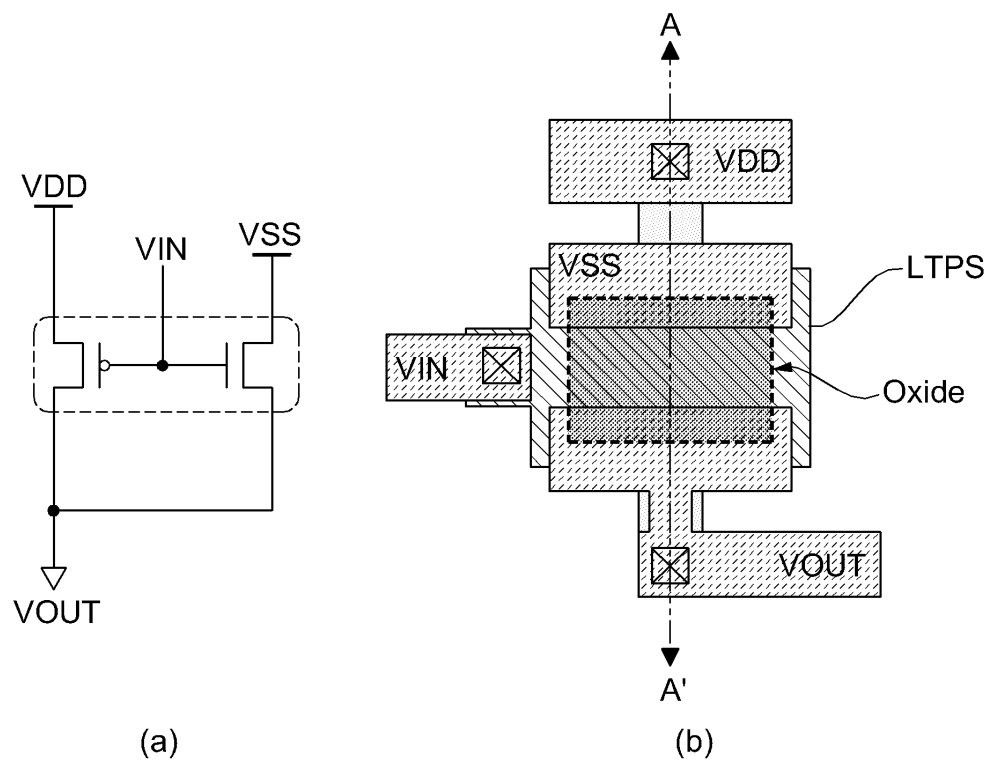 VDD
VIN
VSS
VOUT
(a)
A
VDD
VSS
LTPS
VIN
Oxide
VOUT
A'
(b)